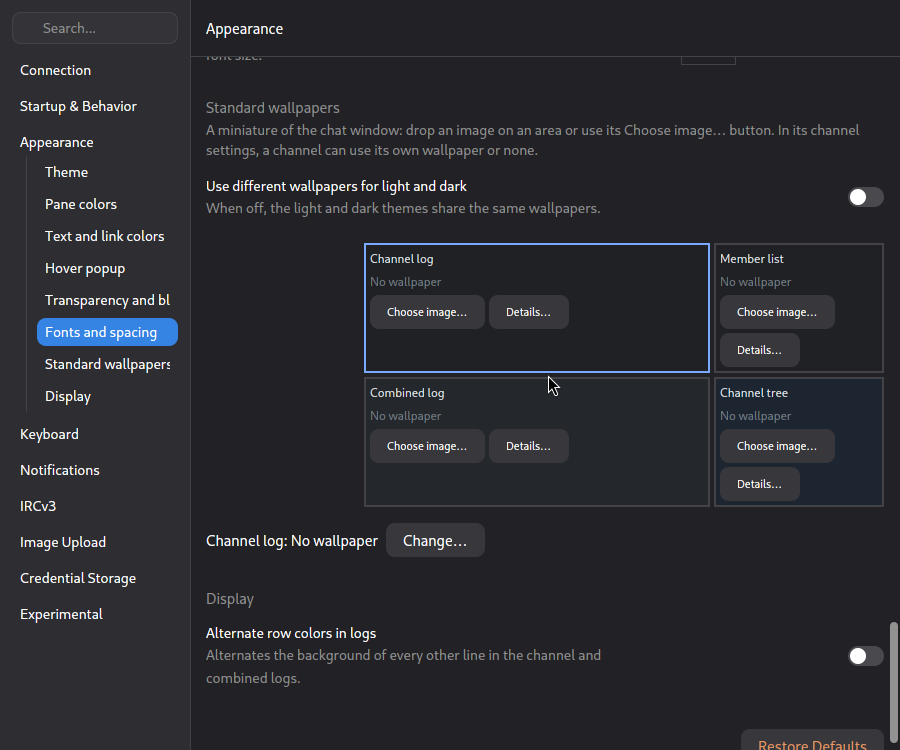 Search...
Appearance
Connection
Startup & Behavior
Appearance
Theme
Pane colors
Text and link colors
Hover popup
Transparency and bl
Fonts and spacing
Standard wallpapers
Display
Keyboard
Notifications
IRCv3
Image Upload
Credential Storage
Experimental
font size:
Standard wallpapers
A miniature of the chat window: drop an image on an area or use its Choose image... button. In its channel
settings, a channel can use its own wallpaper or none.
Use different wallpapers for light and dark
When off, the light and dark themes share the same wallpapers.
Channel log
No wallpaper
Choose image...
Details...
Member list
No wallpaper
Choose image...
Details...
Combined log
No wallpaper
Choose image...
Details...
Channel tree
No wallpaper
Choose image...
Details...
Channel log: No wallpaper
Change...
Display
Alternate row colors in logs
Alternates the background of every other line in the channel and
combined logs.
Restore Defaults